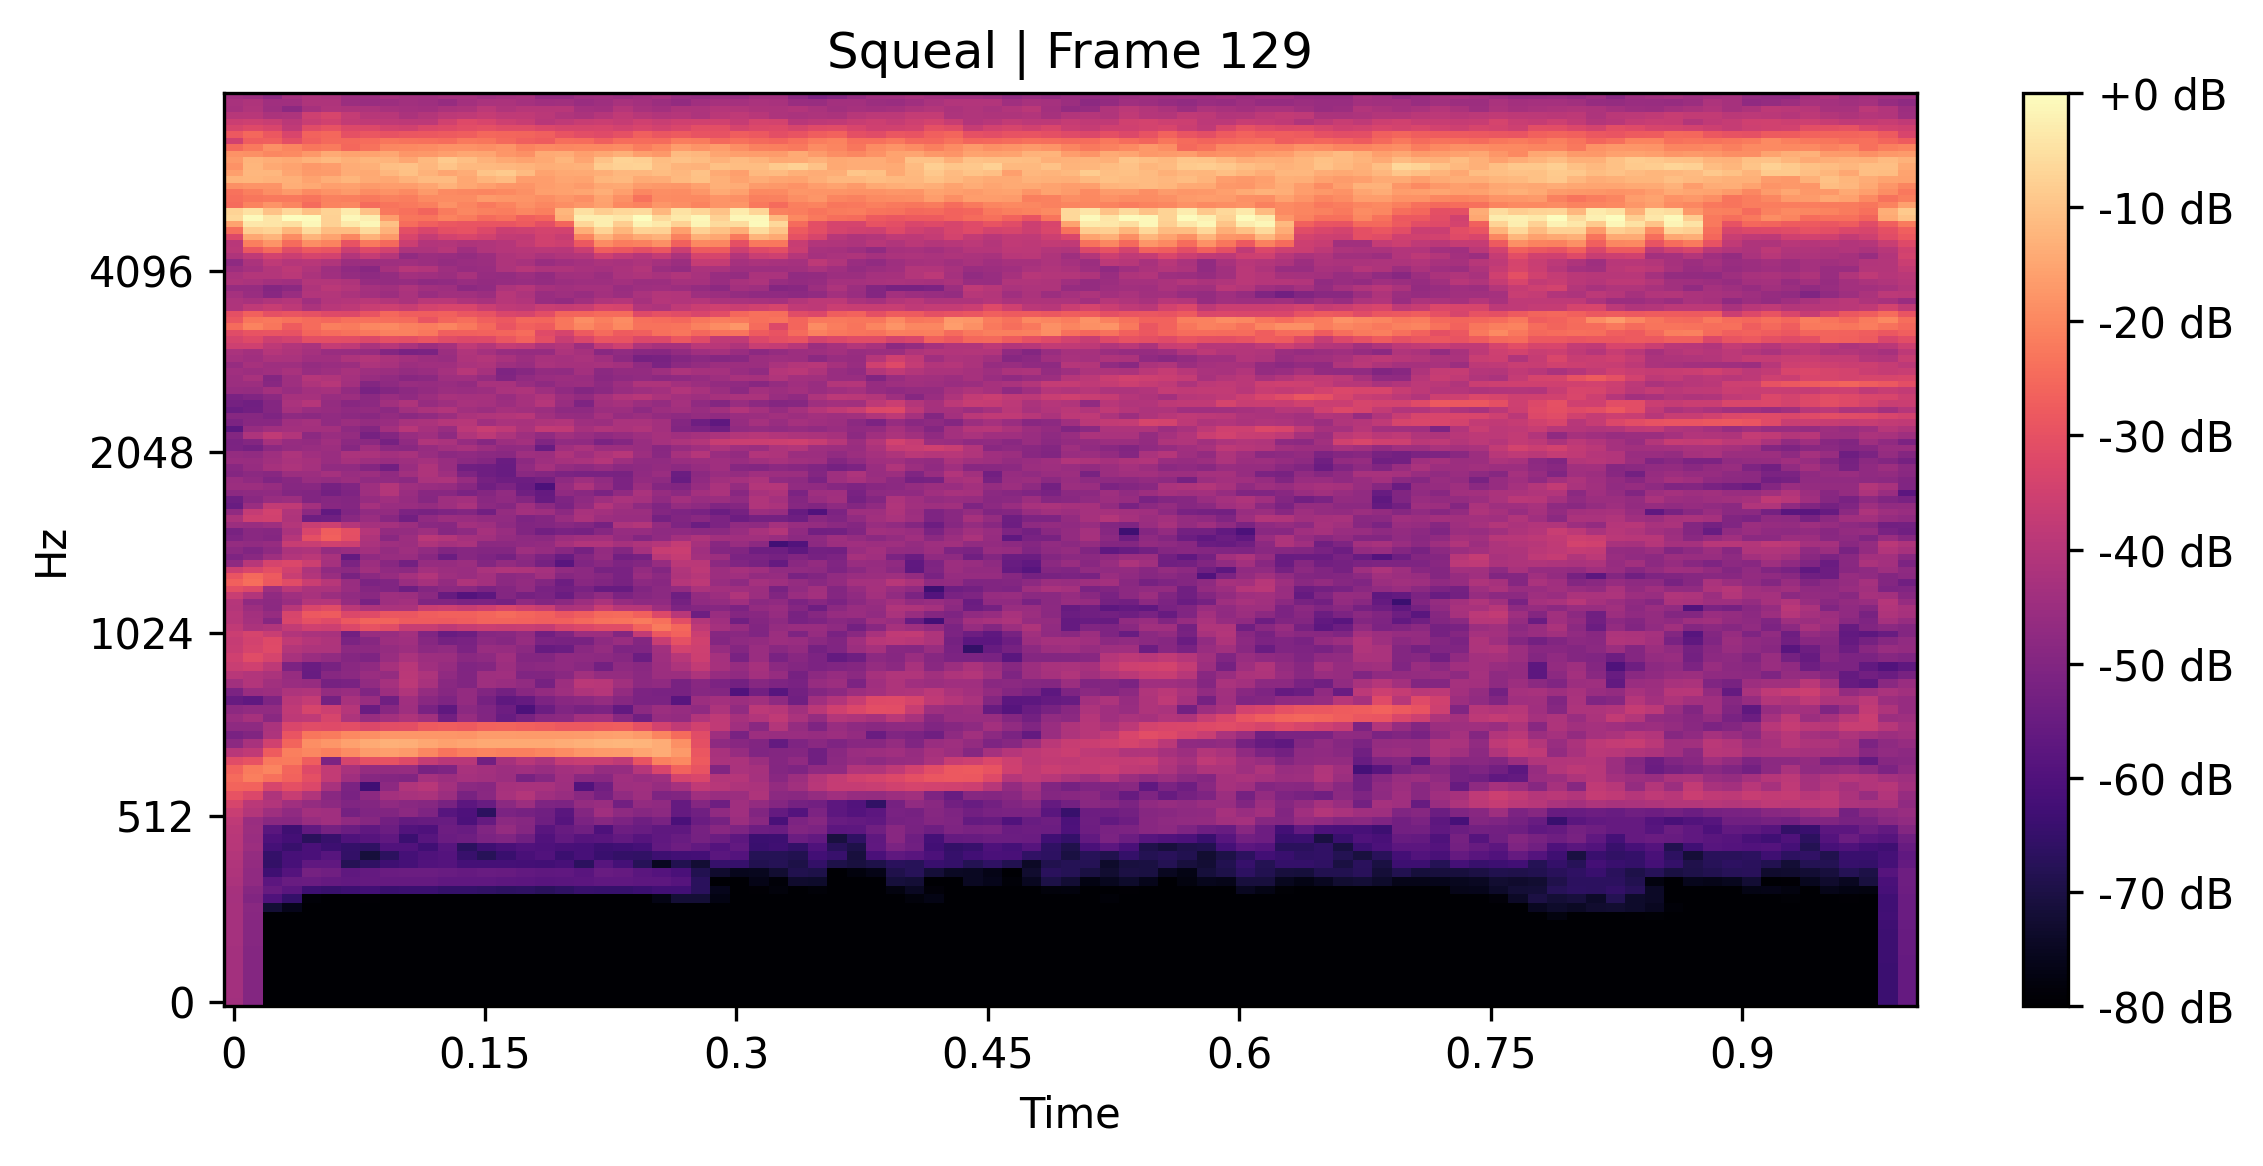 Squeal | Frame 129
+0 dB
-10 dB
-20 dB
-30 dB
-40 dB
-50 dB
-60 dB
-70 dB
-80 dB
Hz
4096
2048
1024
512
0
0 0.15 0.3 0.45 0.6 0.75 0.9
Time